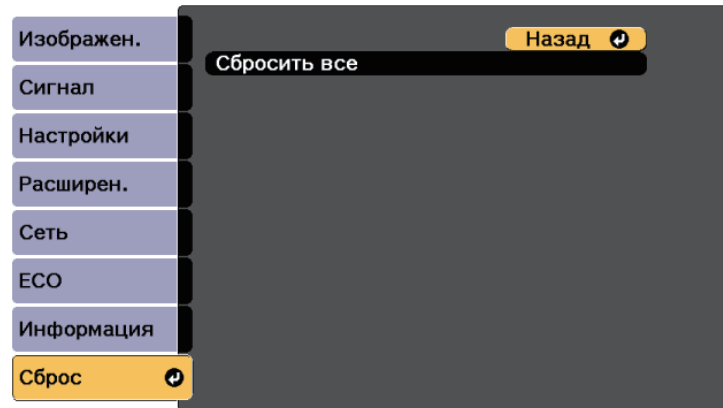 Изображен.
Сигнал
Настройки
Расширен.
Сеть
ECO
Информация
Сброс
Назад
Сбросить все